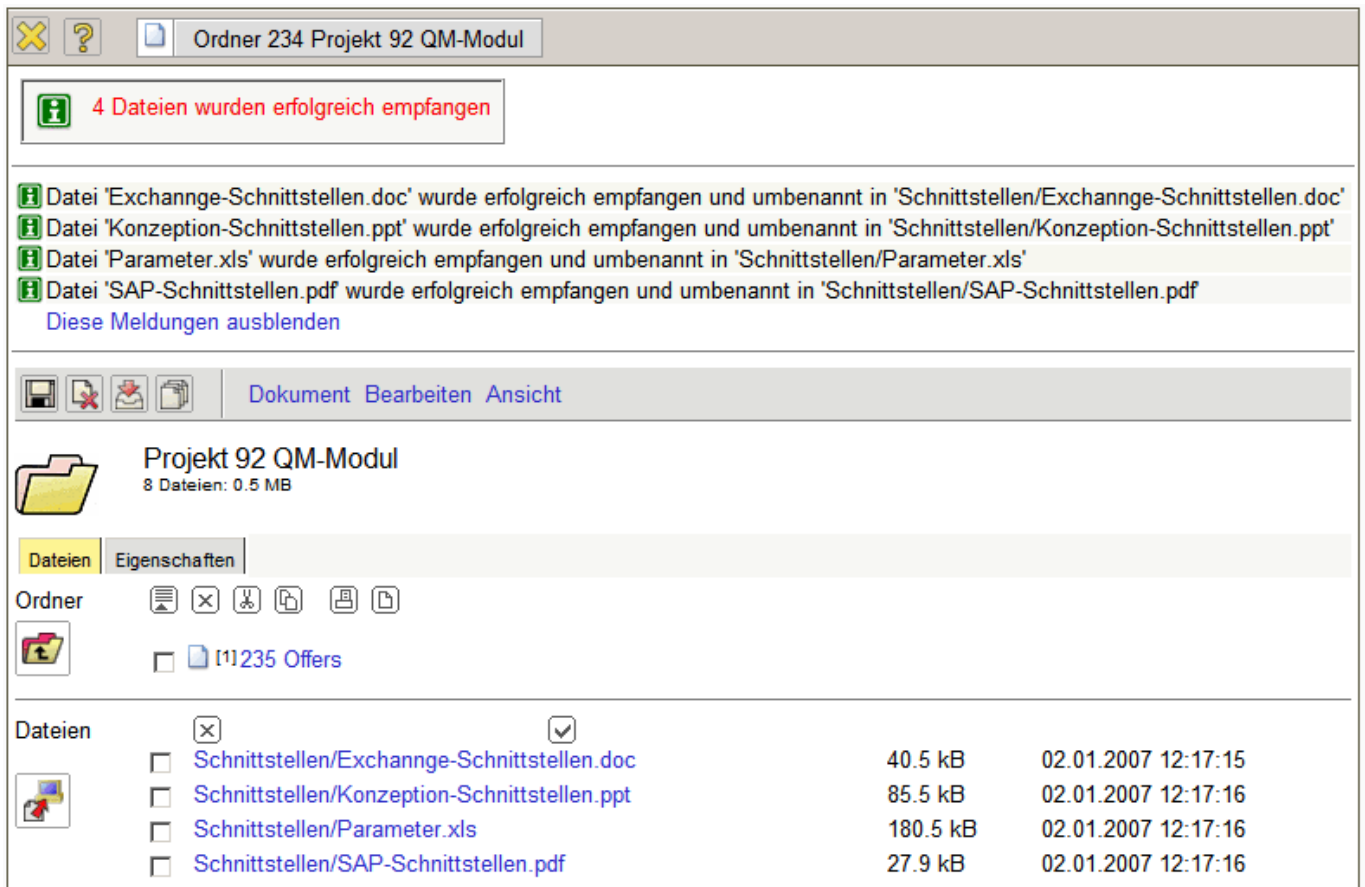 Ordner 234 Projekt 92 QM-Modul
4 Dateien wurden erfolgreich empfangen
Datei 'Exchannge-Schnittstellen.doc' wurde erfolgreich empfangen und umbenannt in 'Schnittstellen/Exchannge-Schnittstellen.doc'
Datei 'Konzeption-Schnittstellen.ppt' wurde erfolgreich empfangen und umbenannt in 'Schnittstellen/Konzeption-Schnittstellen.ppt'
Datei 'Parameter.xls' wurde erfolgreich empfangen und umbenannt in 'Schnittstellen/Parameter.xls'
Datei 'SAP-Schnittstellen.pdf' wurde erfolgreich empfangen und umbenannt in 'Schnittstellen/SAP-Schnittstellen.pdf'
Diese Meldungen ausblenden
Dokument Bearbeiten Ansicht
Projekt 92 QM-Modul
8 Dateien: 0.5 MB
Dateien Eigenschaften
Ordner
[1] 235 Offers
Dateien
Schnittstellen/Exchannge-Schnittstellen.doc 40.5 kB 02.01.2007 12:17:15
Schnittstellen/Konzeption-Schnittstellen.ppt 85.5 kB 02.01.2007 12:17:16
Schnittstellen/Parameter.xls 180.5 kB 02.01.2007 12:17:16
Schnittstellen/SAP-Schnittstellen.pdf 27.9 kB 02.01.2007 12:17:16